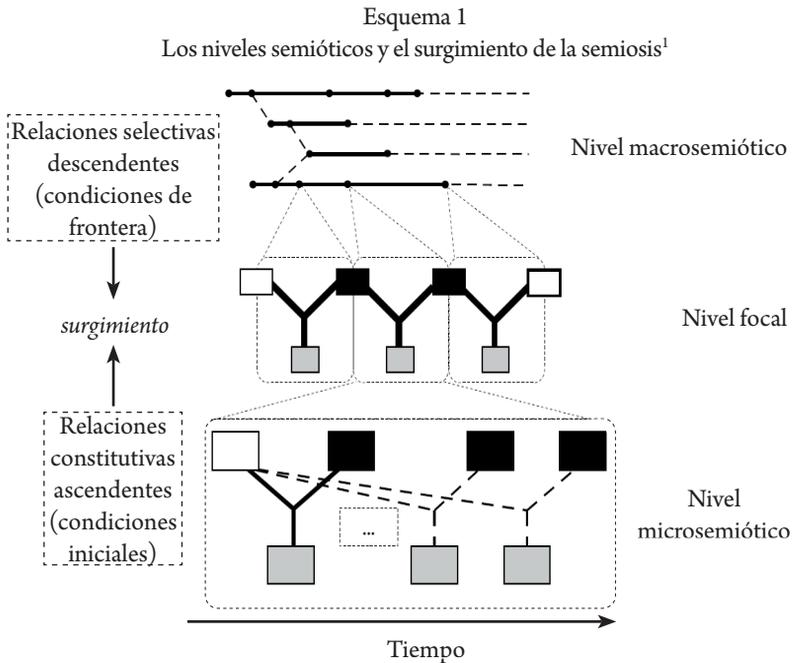 Esquema 1
Los niveles semióticos y el surgimiento de la semiosis¹
Relaciones selectivas
descendentes
(condiciones de
frontera)
Nivel macrosemiótico
surgimiento
Nivel focal
Relaciones
constitutivas
ascendentes
(condiciones
iniciales)
...
Nivel
microsemiótico
Tiempo